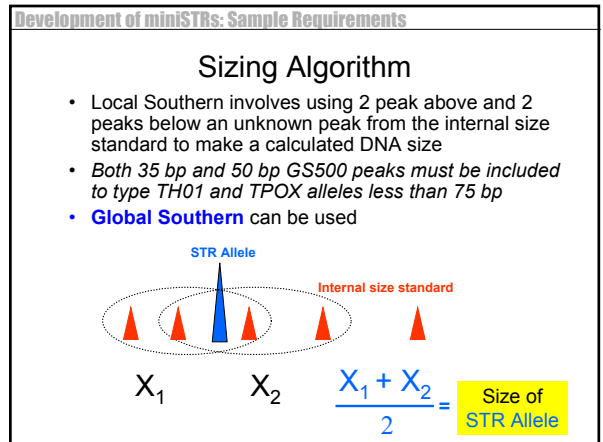 Development of miniSTRs: Sample Requirements
Sizing Algorithm
• Local Southern involves using 2 peak above and 2
peaks below an unknown peak from the internal size
standard to make a calculated DNA size
• Both 35 bp and 50 bp GS500 peaks must be included
to type TH01 and TPOX alleles less than 75 bp
• Global Southern can be used
STR Allele
Internal size standard
X1 X2
X1 + X2
2
=
Size of
STR Allele